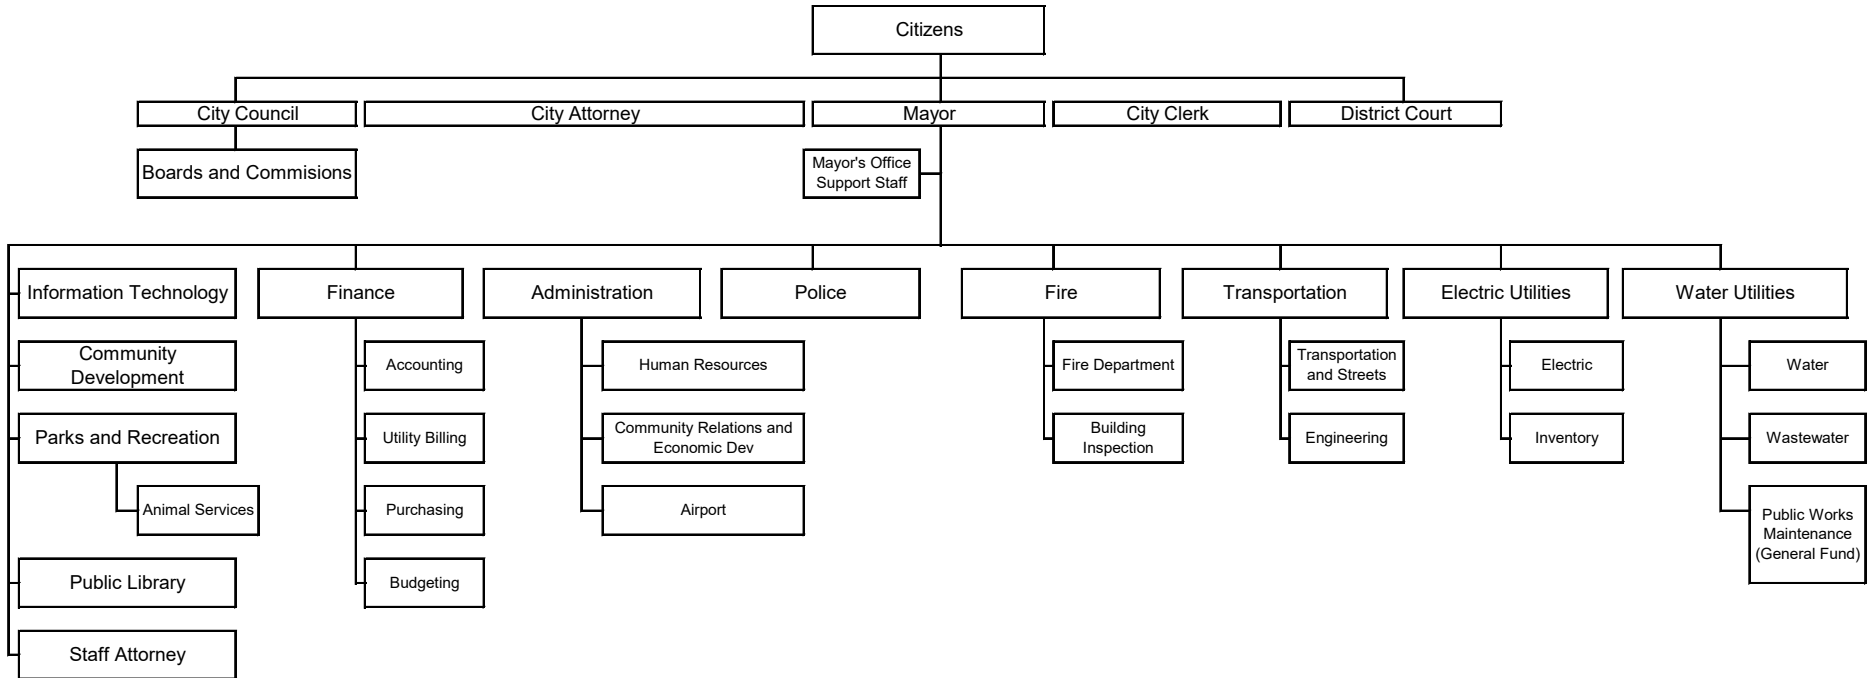 Citizens
City Council
City Attorney
Mayor
City Clerk
District Court
Boards and Commisions
Mayor's Office
Support Staff
Information Technology
Finance
Administration
Police
Fire
Transportation
Electric Utilities
Water Utilities
Community
Development
Accounting
Human Resources
Fire Department
Transportation
and Streets
Electric
Water
Parks and Recreation
Utility Billing
Community Relations and
Economic Dev
Building
Inspection
Engineering
Inventory
Wastewater
Animal Services
Purchasing
Airport
Public Works
Maintenance
(General Fund)
Public Library
Budgeting
Staff Attorney